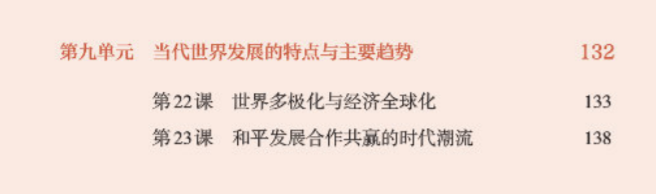 第九单元 当代世界发展的特点与主要趋势 132
第22课 世界多极化与经济全球化 133
第23课 和平发展合作共赢的时代潮流 138